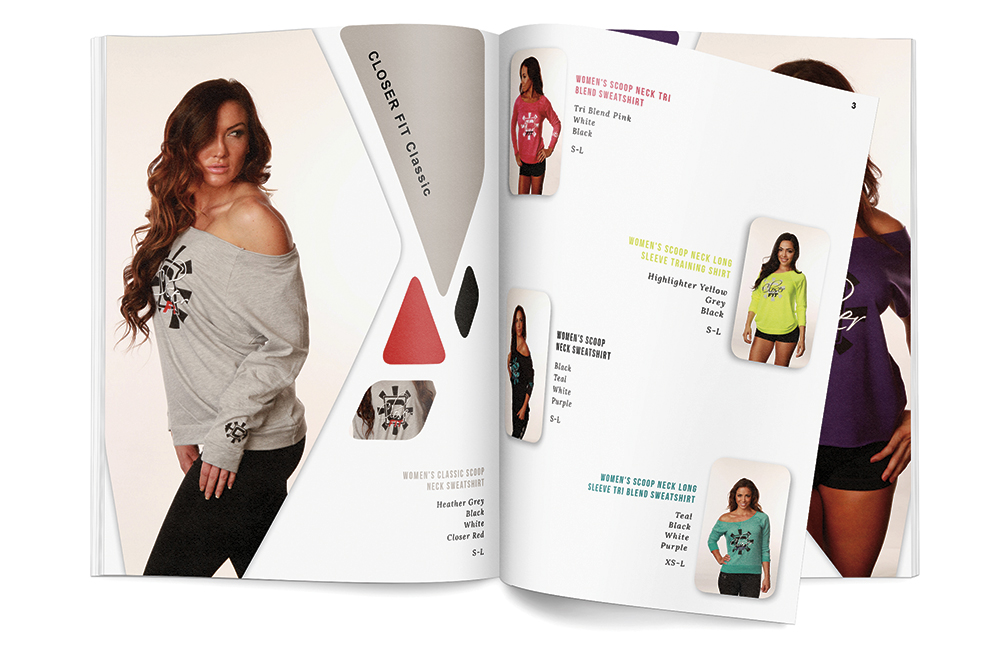 CLOSER FIT Classic
WOMEN'S CLASSIC SCOOP
NECK SWEATSHIRT
Heather Grey
Black
White
Closer Red
S-L
3
WOMEN'S SCOOP NECK TRI
BLEND SWEATSHIRT
Tri Blend Pink
White
Black
S-L
WOMEN'S SCOOP NECK LONG
SLEEVE TRAINING SHIRT
Highlighter Yellow
Grey
Black
S-L
Closer
FIT
WOMEN'S SCOOP
NECK SWEATSHIRT
Black
Teal
White
Purple
S-L
WOMEN'S SCOOP NECK LONG
SLEEVE TRI BLEND SWEATSHIRT
Teal
Black
White
Purple
XS-L